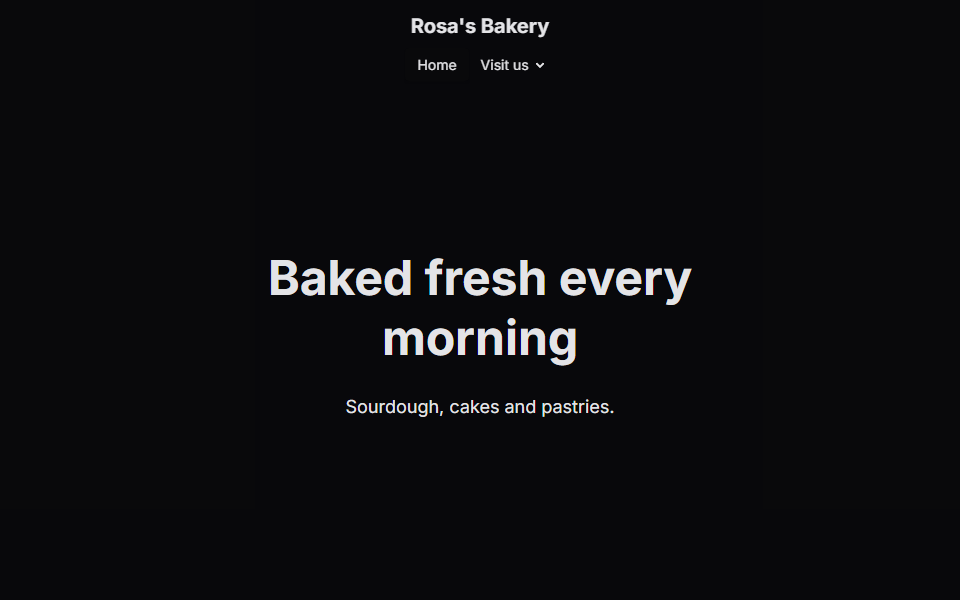 Rosa's Bakery
Home Visit us
Baked fresh every
morning
Sourdough, cakes and pastries.